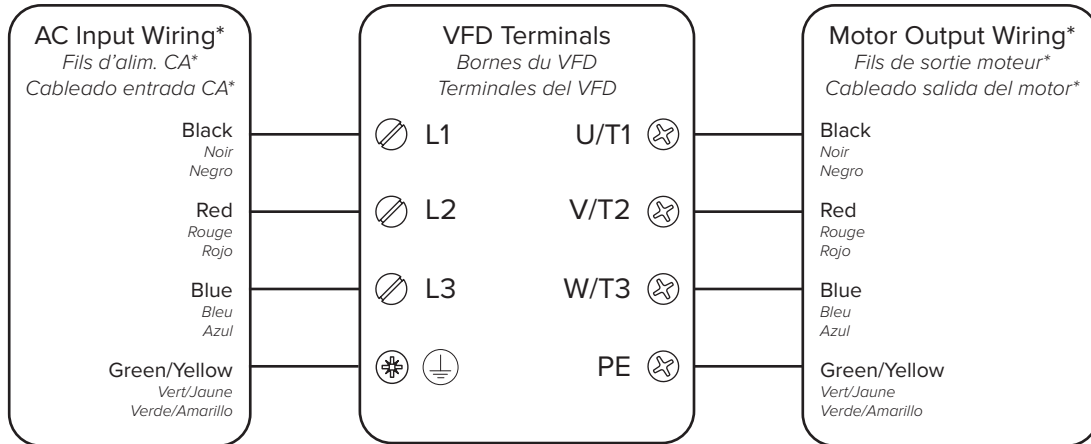 AC Input Wiring*
Fils d'alim. CA*
Cableado entrada CA*
Black
Noir
Negro
Red
Rouge
Rojo
Blue
Bleu
Azul
Green/Yellow
Vert/Jaune
Verde/Amarillo
VFD Terminals
Bornes du VFD
Terminales del VFD
L1
U/T1
L2
V/T2
L3
W/T3
PE
Motor Output Wiring*
Fils de sortie moteur*
Cableado salida del motor*
Black
Noir
Negro
Red
Rouge
Rojo
Blue
Bleu
Azul
Green/Yellow
Vert/Jaune
Verde/Amarillo